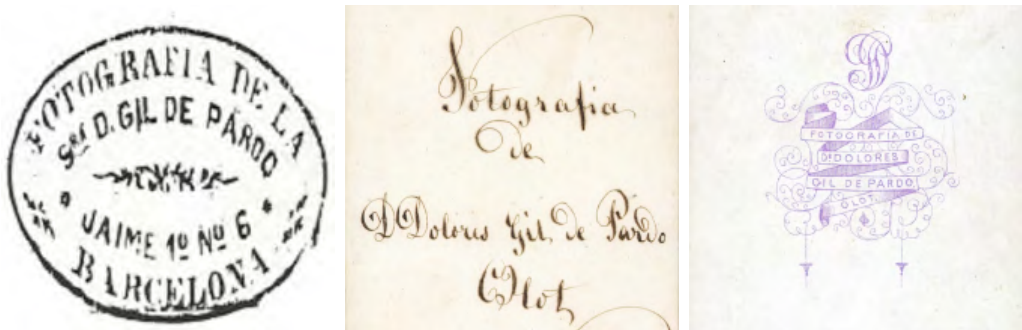 FOTOGRAFIA DE LA
Sra D. GIL DE PARDO
JAIME 1º Nº 6
BARCELONA
Fotografia
de
D Dolores Gil de Pardo
Olot
FOTOGRAFIA DE
Da DOLORES
GIL DE PARDO
OLOT